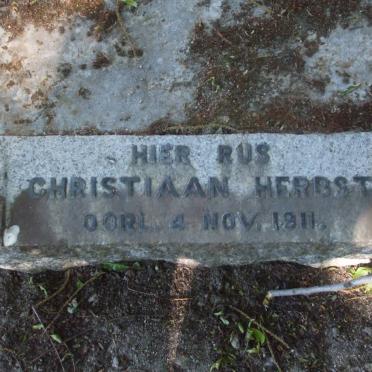 HIER RUS
CHRISTIAAN HERBST
OORL. 4 NOV. 1911.